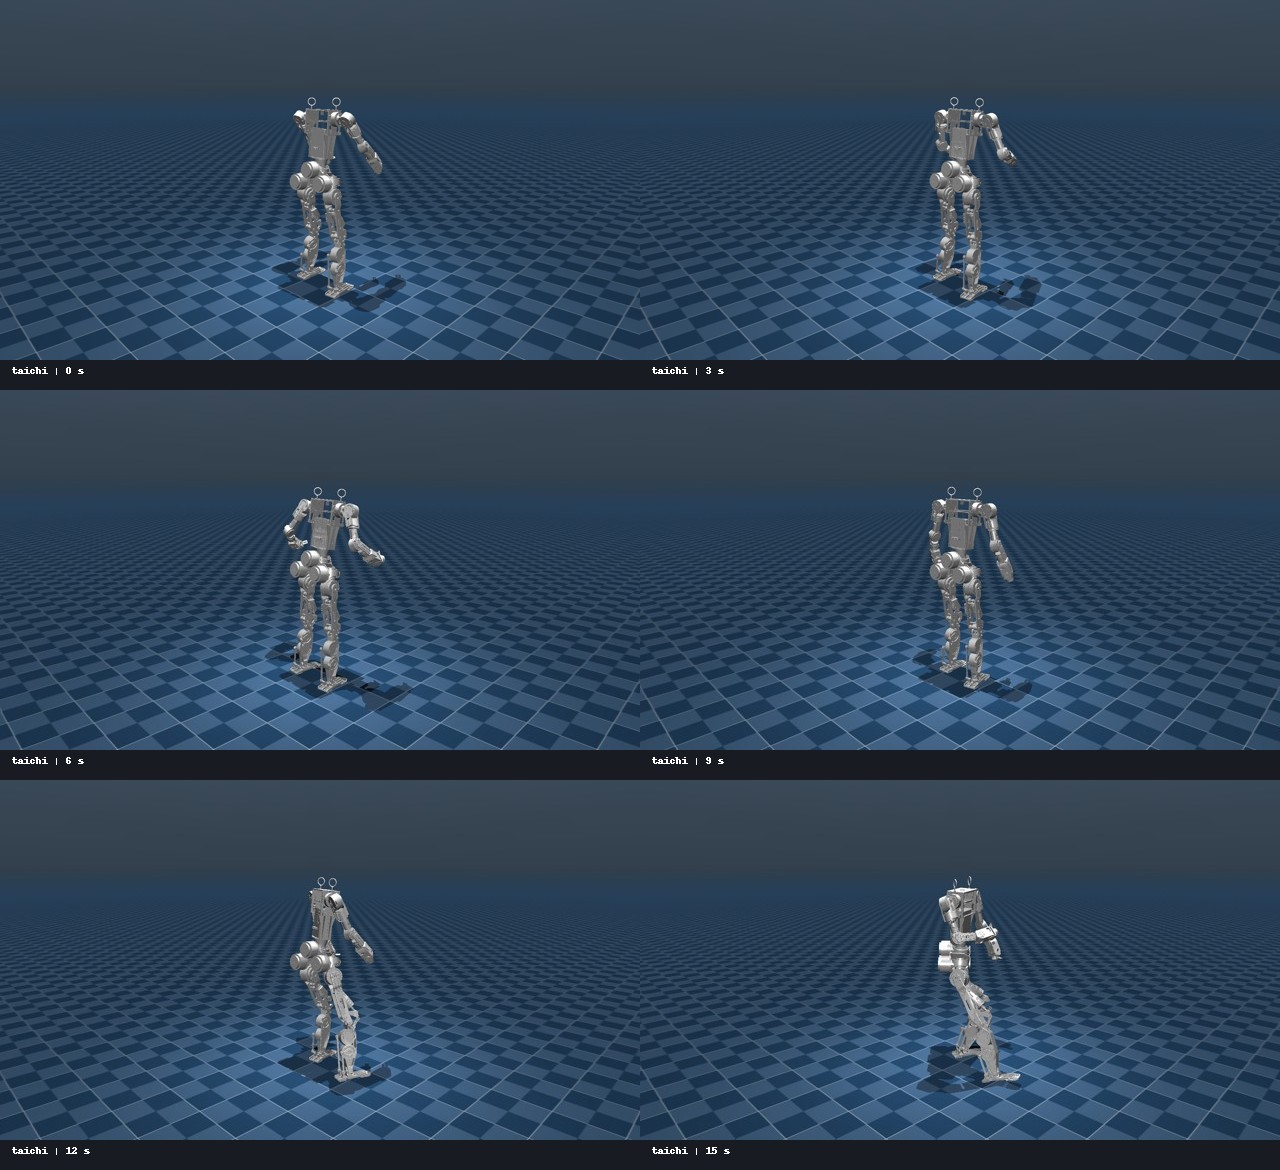 taichi | 0 s
taichi | 3 s
taichi | 6 s
taichi | 9 s
taichi | 12 s
taichi | 15 s